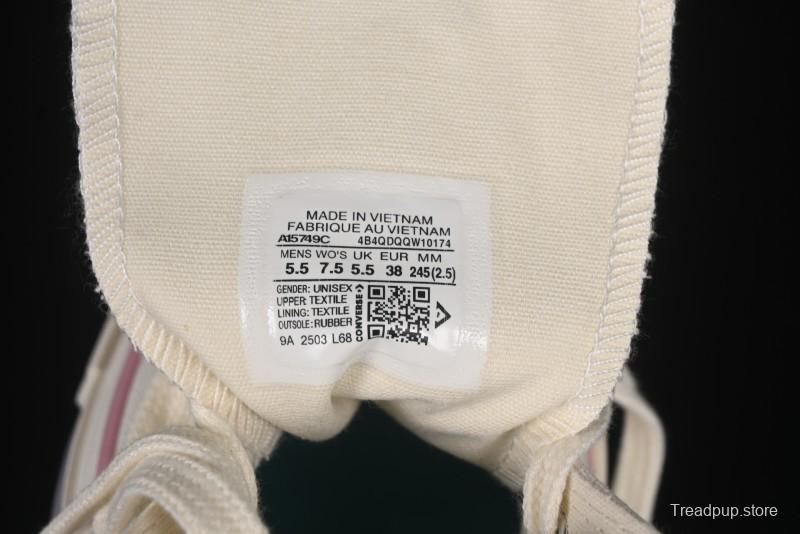 MADE IN VIETNAM
FABRIQUE AU VIETNAM
A15749C 4B4QDQQW10174
MENS WO'S UK EUR MM
5.5 7.5 5.5 38 245(2.5)
GENDER: UNISEX
UPPER: TEXTILE
LINING: TEXTILE
OUTSOLE: RUBBER
CONVERSE
9A 2503 L68
Treadpup.store